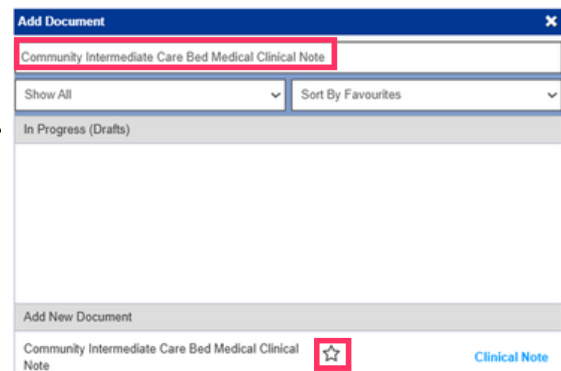 Add Document
Community Intermediate Care Bed Medical Clinical Note
Show All
Sort By Favourites
In Progress (Drafts)
Add New Document
Community Intermediate Care Bed Medical Clinical
Note
Clinical Note